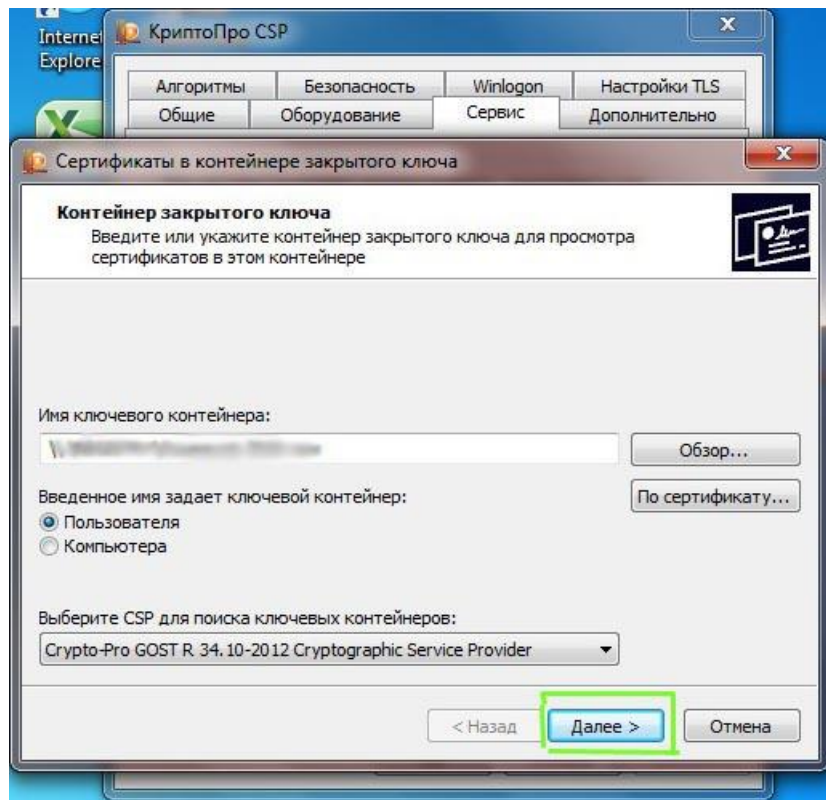 Internet
Explore
КриптоПро CSP
Алгоритмы
Безопасность
Winlogon
Настройки TLS
Общие
Оборудование
Сервис
Дополнительно
Сертификаты в контейнере закрытого ключа
Контейнер закрытого ключа
Введите или укажите контейнер закрытого ключа для просмотра
сертификатов в этом контейнере
Имя ключевого контейнера:
\\
Обзор...
Введенное имя задает ключевой контейнер:
По сертификату...
Пользователя
Компьютера
Выберите CSP для поиска ключевых контейнеров:
Crypto-Pro GOST R 34.10-2012 Cryptographic Service Provider
< Назад
Далее >
Отмена